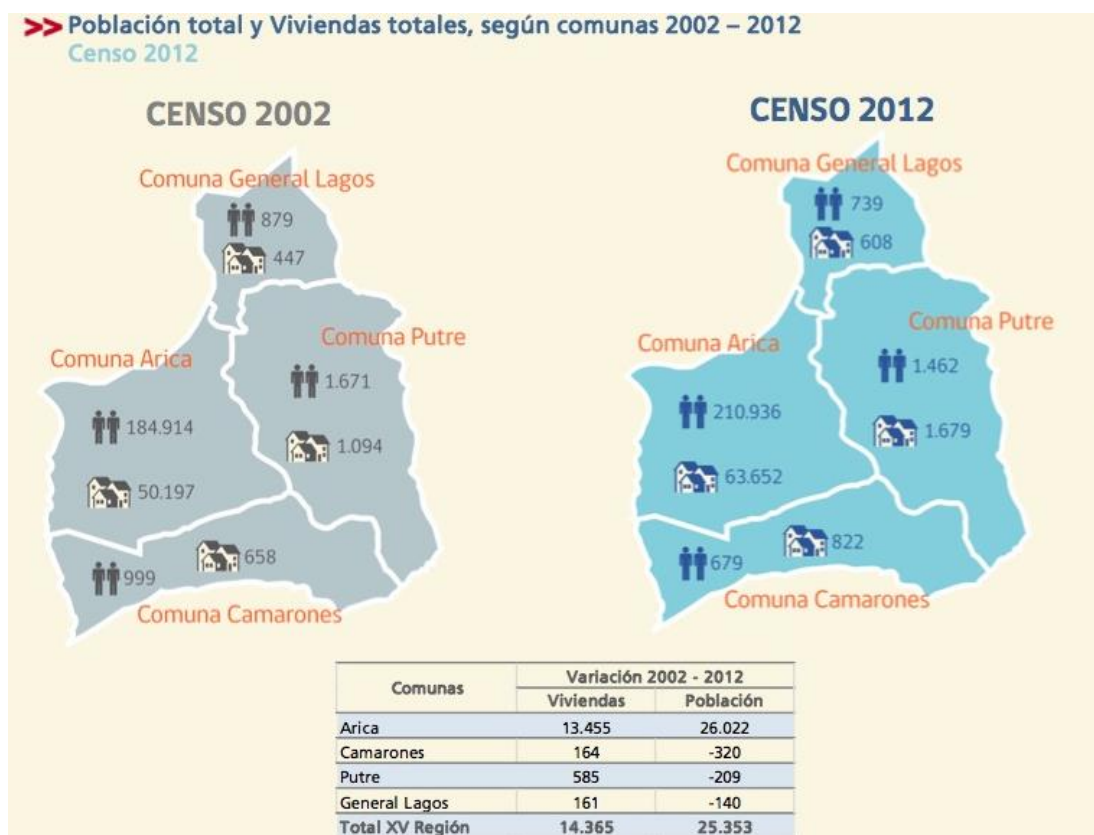 >> Población total y Viviendas totales, según comunas 2002 – 2012
Censo 2012
CENSO 2002
Comuna General Lagos
879
447
Comuna Putre
1.671
1.094
Comuna Arica
184.914
50.197
658
999
Comuna Camarones
CENSO 2012
Comuna General Lagos
739
608
Comuna Putre
1.462
1.679
Comuna Arica
210.936
63.652
822
679
Comuna Camarones
Comunas Variación 2002 - 2012
Viviendas Población
Arica 13.455 26.022
Camarones 164 -320
Putre 585 -209
General Lagos 161 -140
Total XV Región 14.365 25.353